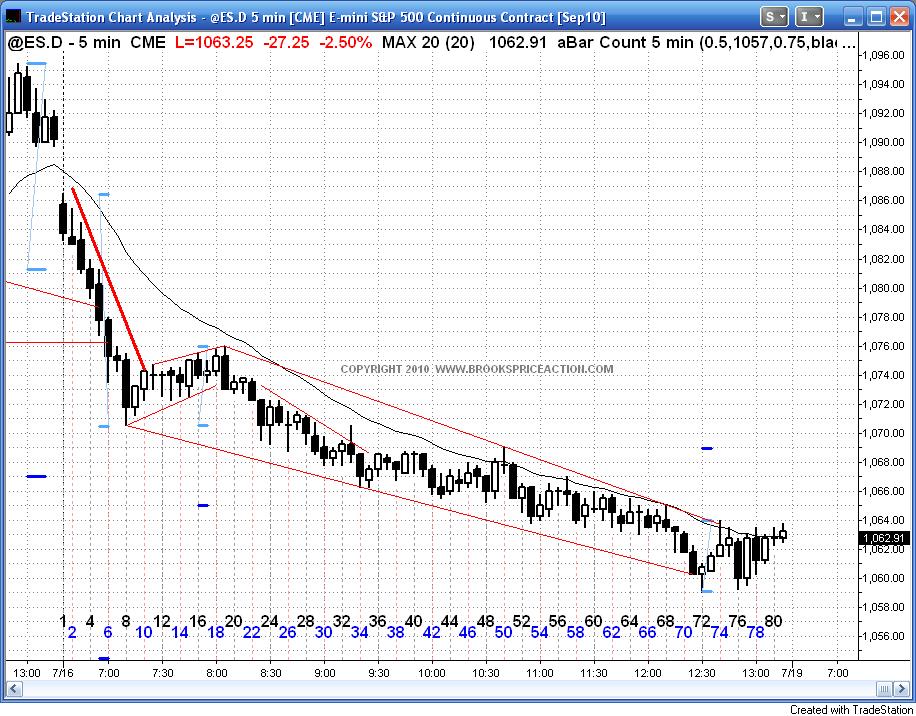 TradeStation Chart Analysis - @ES.D 5 min [CME] E-mini S&P 500 Continuous Contract [Sep10]
S I
@ES.D - 5 min CME L=1063.25 -27.25 -2.50% MAX 20 (20) 1062.91 aBar Count 5 min (0.5,1057,0.75,blac ...
1,096.00
1,094.00
1,092.00
1,090.00
1,088.00
1,086.00
1,084.00
1,082.00
1,080.00
1,078.00
1,076.00
COPYRIGHT 2010 WWW.BROOKSPRICEACTION.COM
1,074.00
1,072.00
1,070.00
1,068.00
1,066.00
1,064.00
1,062.91
1,062.00
1,060.00
1,058.00
1 4 8 12 16 20 24 28 32 36 40 44 48 52 56 60 64 68 72 76 80
2 6 10 14 18 22 26 30 34 38 42 46 50 54 58 62 66 70 74 78
1,056.00
13:00 7/16 7:00 7:30 8:00 8:30 9:00 9:30 10:00 10:30 11:00 11:30 12:00 12:30 13:00 7/19 7:00
Created with TradeStation